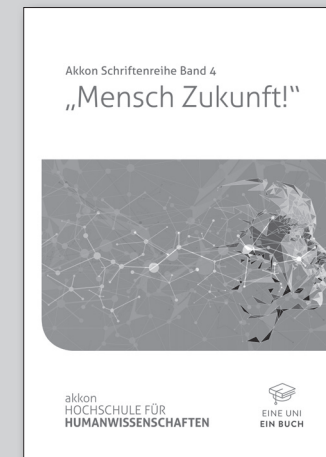 Akkon Schriftenreihe Band 4
„Mensch Zukunft!“
akkon
HOCHSCHULE FÜR
HUMANWISSENSCHAFTEN
EINE UNI
EIN BUCH